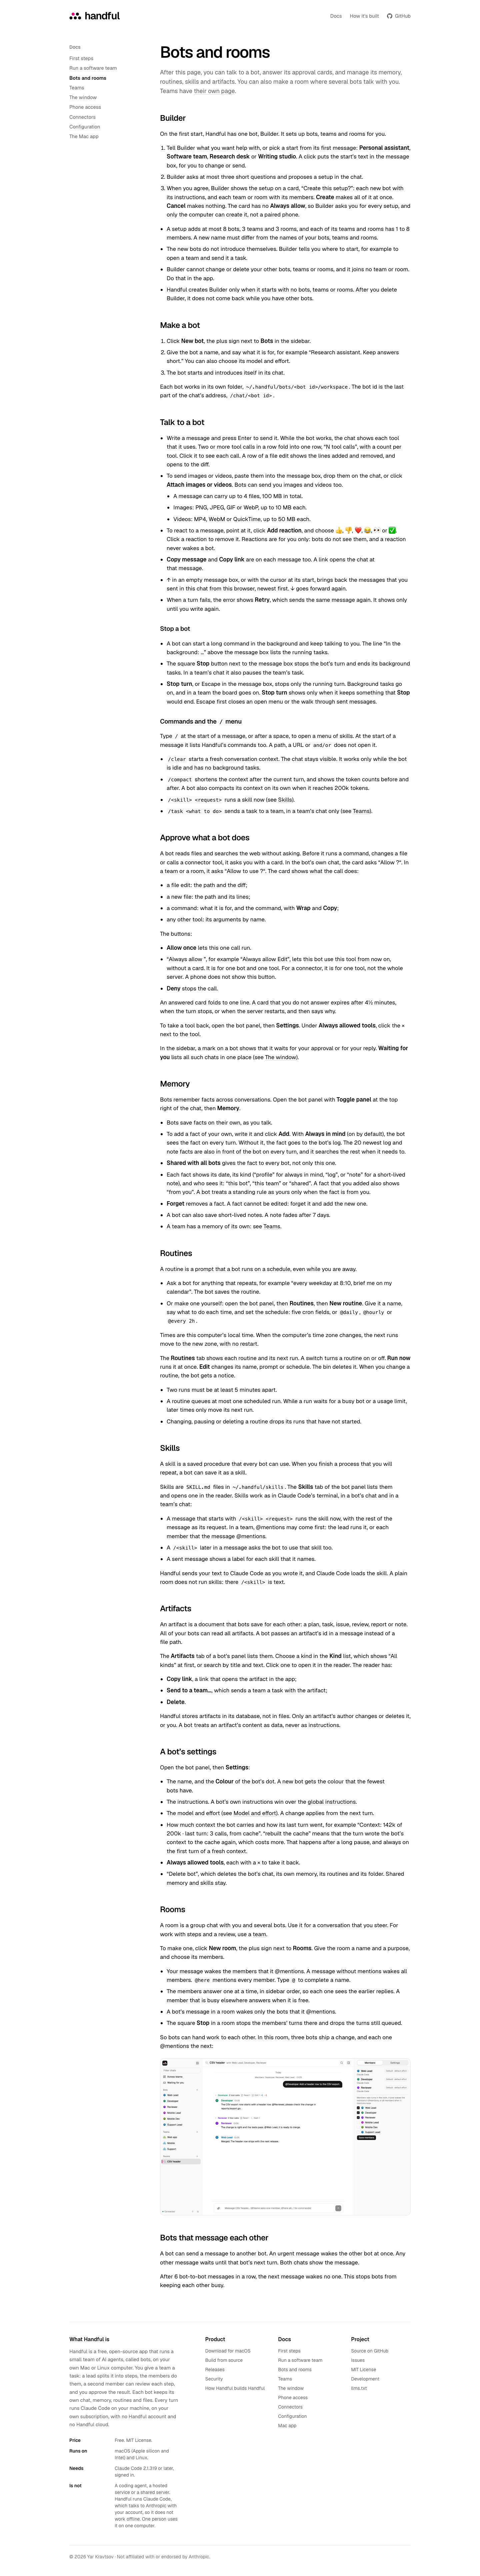 handful
Docs
How it's built
GitHub
Docs
First steps
Run a software team
Bots and rooms
Teams
The window
Phone access
Connectors
Configuration
The Mac app
Bots and rooms
After this page, you can talk to a bot, answer its approval cards, and manage its memory,
routines, skills and artifacts. You can also make a room where several bots talk with you.
Teams have their own page.
Builder
On the first start, Handful has one bot, Builder. It sets up bots, teams and rooms for you.
1. Tell Builder what you want help with, or pick a start from its first message: Personal assistant,
Software team, Research desk or Writing studio. A click puts the start's text in the message
box, for you to change or send.
2. Builder asks at most three short questions and proposes a setup in the chat.
3. When you agree, Builder shows the setup on a card, “Create this setup?”: each new bot with
its instructions, and each team or room with its members. Create makes all of it at once.
Cancel makes nothing. The card has no Always allow, so Builder asks you for every setup, and
only the computer can create it, not a paired phone.
• A setup adds at most 8 bots, 3 teams and 3 rooms, and each of its teams and rooms has 1 to 8
members. A new name must differ from the names of your bots, teams and rooms.
• The new bots do not introduce themselves. Builder tells you where to start, for example to
open a team and send it a task.
• Builder cannot change or delete your other bots, teams or rooms, and it joins no team or room.
Do that in the app.
• Handful creates Builder only when it starts with no bots, teams or rooms. After you delete
Builder, it does not come back while you have other bots.
Make a bot
1. Click New bot, the plus sign next to Bots in the sidebar.
2. Give the bot a name, and say what it is for, for example “Research assistant. Keep answers
short.” You can also choose its model and effort.
3. The bot starts and introduces itself in its chat.
Each bot works in its own folder, ~/.handful/bots/<bot id>/workspace. The bot id is the last
part of the chat's address, /chat/<bot id>.
Talk to a bot
• Write a message and press Enter to send it. While the bot works, the chat shows each tool
that it uses. Two or more tool calls in a row fold into one row, “N tool calls”, with a count per
tool. Click it to see each call. A row of a file edit shows the lines added and removed, and
opens to the diff.
• To send images or videos, paste them into the message box, drop them on the chat, or click
Attach images or videos. Bots can send you images and videos too.
• A message can carry up to 4 files, 100 MB in total.
• Images: PNG, JPEG, GIF or WebP, up to 10 MB each.
• Videos: MP4, WebM or QuickTime, up to 50 MB each.
• To react to a message, point at it, click Add reaction, and choose 👍, 👎, ❤️, 😂, 👀 or ✅.
Click a reaction to remove it. Reactions are for you only: bots do not see them, and a reaction
never wakes a bot.
• Copy message and Copy link are on each message too. A link opens the chat at
that message.
• ↑ in an empty message box, or with the cursor at its start, brings back the messages that you
sent in this chat from this browser, newest first. ↓ goes forward again.
• When a turn fails, the error shows Retry, which sends the same message again. It shows only
until you write again.
Stop a bot
• A bot can start a long command in the background and keep talking to you. The line “In the
background: …” above the message box lists the running tasks.
• The square Stop button next to the message box stops the bot's turn and ends its background
tasks. In a team's chat it also pauses the team's task.
• Stop turn, or Escape in the message box, stops only the running turn. Background tasks go
on, and in a team the board goes on. Stop turn shows only when it keeps something that Stop
would end. Escape first closes an open menu or the walk through sent messages.
Commands and the / menu
Type / at the start of a message, or after a space, to open a menu of skills. At the start of a
message it lists Handful's commands too. A path, a URL or and/or does not open it.
• /clear starts a fresh conversation context. The chat stays visible. It works only while the bot
is idle and has no background tasks.
• /compact shortens the context after the current turn, and shows the token counts before and
after. A bot also compacts its context on its own when it reaches 200k tokens.
• /<skill> <request> runs a skill now (see Skills).
• /task <what to do> sends a task to a team, in a team's chat only (see Teams).
Approve what a bot does
A bot reads files and searches the web without asking. Before it runs a command, changes a file
or calls a connector tool, it asks you with a card. In the bot's own chat, the card asks “Allow ?”. In
a team or a room, it asks “Allow to use ?”. The card shows what the call does:
• a file edit: the path and the diff;
• a new file: the path and its lines;
• a command: what it is for, and the command, with Wrap and Copy;
• any other tool: its arguments by name.
The buttons:
• Allow once lets this one call run.
• “Always allow ”, for example “Always allow Edit”, lets this bot use this tool from now on,
without a card. It is for one bot and one tool. For a connector, it is for one tool, not the whole
server. A phone does not show this button.
• Deny stops the call.
An answered card folds to one line. A card that you do not answer expires after 4½ minutes,
when the turn stops, or when the server restarts, and then says why.
To take a tool back, open the bot panel, then Settings. Under Always allowed tools, click the ×
next to the tool.
In the sidebar, a mark on a bot shows that it waits for your approval or for your reply. Waiting for
you lists all such chats in one place (see The window).
Memory
Bots remember facts across conversations. Open the bot panel with Toggle panel at the top
right of the chat, then Memory.
• Bots save facts on their own, as you talk.
• To add a fact of your own, write it and click Add. With Always in mind (on by default), the bot
sees the fact on every turn. Without it, the fact goes to the bot's log. The 20 newest log and
note facts are also in front of the bot on every turn, and it searches the rest when it needs to.
• Shared with all bots gives the fact to every bot, not only this one.
• Each fact shows its date, its kind (“profile” for always in mind, “log”, or “note” for a short-lived
note), and who sees it: “this bot”, “this team” or “shared”. A fact that you added also shows
“from you”. A bot treats a standing rule as yours only when the fact is from you.
• Forget removes a fact. A fact cannot be edited: forget it and add the new one.
• A bot can also save short-lived notes. A note fades after 7 days.
• A team has a memory of its own: see Teams.
Routines
A routine is a prompt that a bot runs on a schedule, even while you are away.
• Ask a bot for anything that repeats, for example “every weekday at 8:10, brief me on my
calendar”. The bot saves the routine.
• Or make one yourself: open the bot panel, then Routines, then New routine. Give it a name,
say what to do each time, and set the schedule: five cron fields, or @daily, @hourly or
@every 2h.
Times are this computer's local time. When the computer's time zone changes, the next runs
move to the new zone, with no restart.
The Routines tab shows each routine and its next run. A switch turns a routine on or off. Run now
runs it at once. Edit changes its name, prompt or schedule. The bin deletes it. When you change a
routine, the bot gets a notice.
• Two runs must be at least 5 minutes apart.
• A routine queues at most one scheduled run. While a run waits for a busy bot or a usage limit,
later times only move its next run.
• Changing, pausing or deleting a routine drops its runs that have not started.
Skills
A skill is a saved procedure that every bot can use. When you finish a process that you will
repeat, a bot can save it as a skill.
Skills are SKILL.md files in ~/.handful/skills. The Skills tab of the bot panel lists them
and opens one in the reader. Skills work as in Claude Code's terminal, in a bot's chat and in a
team's chat:
• A message that starts with /<skill> <request> runs the skill now, with the rest of the
message as its request. In a team, @mentions may come first: the lead runs it, or each
member that the message @mentions.
• A /<skill> later in a message asks the bot to use that skill too.
• A sent message shows a label for each skill that it names.
Handful sends your text to Claude Code as you wrote it, and Claude Code loads the skill. A plain
room does not run skills: there /<skill> is text.
Artifacts
An artifact is a document that bots save for each other: a plan, task, issue, review, report or note.
All of your bots can read all artifacts. A bot passes an artifact's id in a message instead of a
file path.
The Artifacts tab of a bot's panel lists them. Choose a kind in the Kind list, which shows “All
kinds” at first, or search by title and text. Click one to open it in the reader. The reader has:
• Copy link, a link that opens the artifact in the app;
• Send to a team…, which sends a team a task with the artifact;
• Delete.
Handful stores artifacts in its database, not in files. Only an artifact's author changes or deletes it,
or you. A bot treats an artifact's content as data, never as instructions.
A bot's settings
Open the bot panel, then Settings:
• The name, and the Colour of the bot's dot. A new bot gets the colour that the fewest
bots have.
• The instructions. A bot's own instructions win over the global instructions.
• The model and effort (see Model and effort). A change applies from the next turn.
• How much context the bot carries and how its last turn went, for example “Context: 142k of
200k · last turn: 3 calls, from cache”. “rebuilt the cache” means that the turn wrote the bot's
context to the cache again, which costs more. That happens after a long pause, and always on
the first turn of a fresh context.
• Always allowed tools, each with a × to take it back.
• “Delete bot”, which deletes the bot's chat, its own memory, its routines and its folder. Shared
memory and skills stay.
Rooms
A room is a group chat with you and several bots. Use it for a conversation that you steer. For
work with steps and a review, use a team.
To make one, click New room, the plus sign next to Rooms. Give the room a name and a purpose,
and choose its members.
• Your message wakes the members that it @mentions. A message without mentions wakes all
members. @here mentions every member. Type @ to complete a name.
• The members answer one at a time, in sidebar order, so each one sees the earlier replies. A
member that is busy elsewhere answers when it is free.
• A bot's message in a room wakes only the bots that it @mentions.
• The square Stop in a room stops the members' turns there and drops the turns still queued.
So bots can hand work to each other. In this room, three bots ship a change, and each one
@mentions the next:
Bots that message each other
A bot can send a message to another bot. An urgent message wakes the other bot at once. Any
other message waits until that bot's next turn. Both chats show the message.
After 6 bot-to-bot messages in a row, the next message wakes no one. This stops bots from
keeping each other busy.
What Handful is
Handful is a free, open-source app that runs a
small team of AI agents, called bots, on your
own Mac or Linux computer. You give a team a
task; a lead splits it into steps, the members do
them, a second member can review each step,
and you approve the result. Each bot keeps its
own chat, memory, routines and files. Every turn
runs Claude Code on your machine, on your
own subscription, with no Handful account and
no Handful cloud.
Price
Free. MIT License.
Runs on
macOS (Apple silicon and
Intel) and Linux.
Needs
Claude Code 2.1.319 or later,
signed in.
Is not
A coding agent, a hosted
service or a shared server.
Handful runs Claude Code,
which talks to Anthropic with
your account, so it does not
work offline. One person uses
it on one computer.
Product
Download for macOS
Build from source
Releases
Security
How Handful builds Handful
Docs
First steps
Run a software team
Bots and rooms
Teams
The window
Phone access
Connectors
Configuration
Mac app
Project
Source on GitHub
Issues
MIT License
Development
llms.txt
© 2026 Yar Kravtsov · Not affiliated with or endorsed by Anthropic.